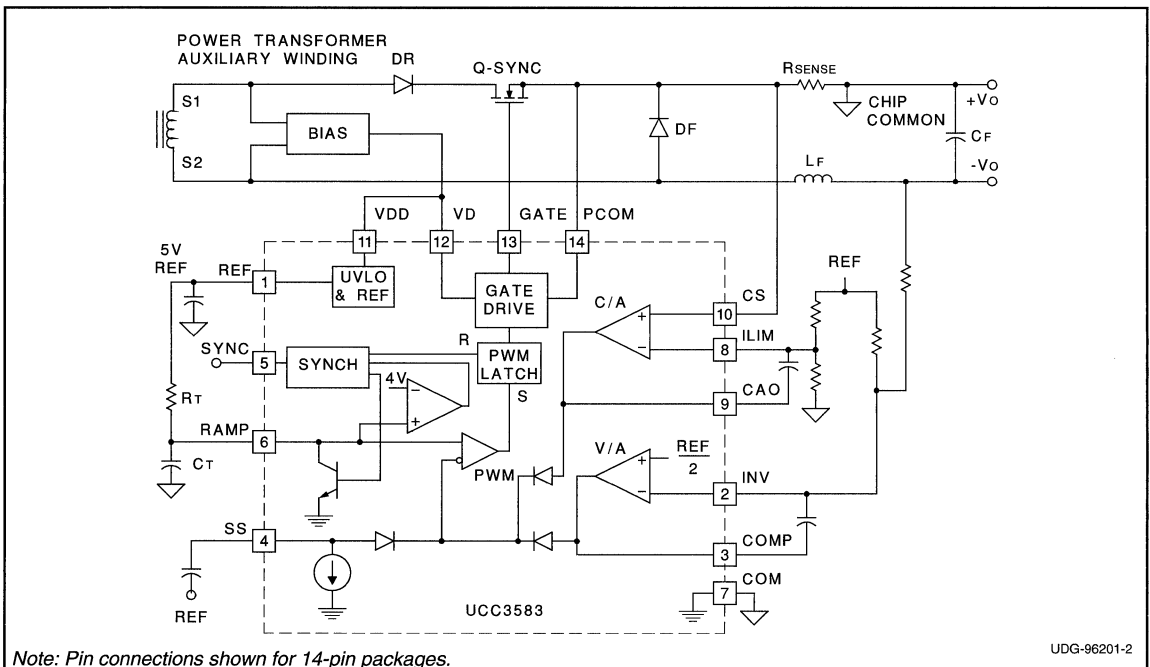 POWER TRANSFORMER
AUXILIARY WINDING
DR
Q-SYNC
RSENSE
S1
S2
BIAS
DF
CHIP
COMMON
+VO
CF
LF
-VO
VDD
VD
GATE
PCOM
11
12
13
14
5V
REF
REF
1
UVLO
& REF
GATE
DRIVE
C/A
+
−
10
CS
8
ILIM
REF
SYNC
5
SYNCH
R
PWM
LATCH
S
4V
−
+
9
CAO
RT
RAMP
6
CT
PWM
V/A
+
−
REF
2
2
INV
SS
4
3
COMP
7
COM
REF
UCC3583
Note: Pin connections shown for 14-pin packages.
UDG-96201-2